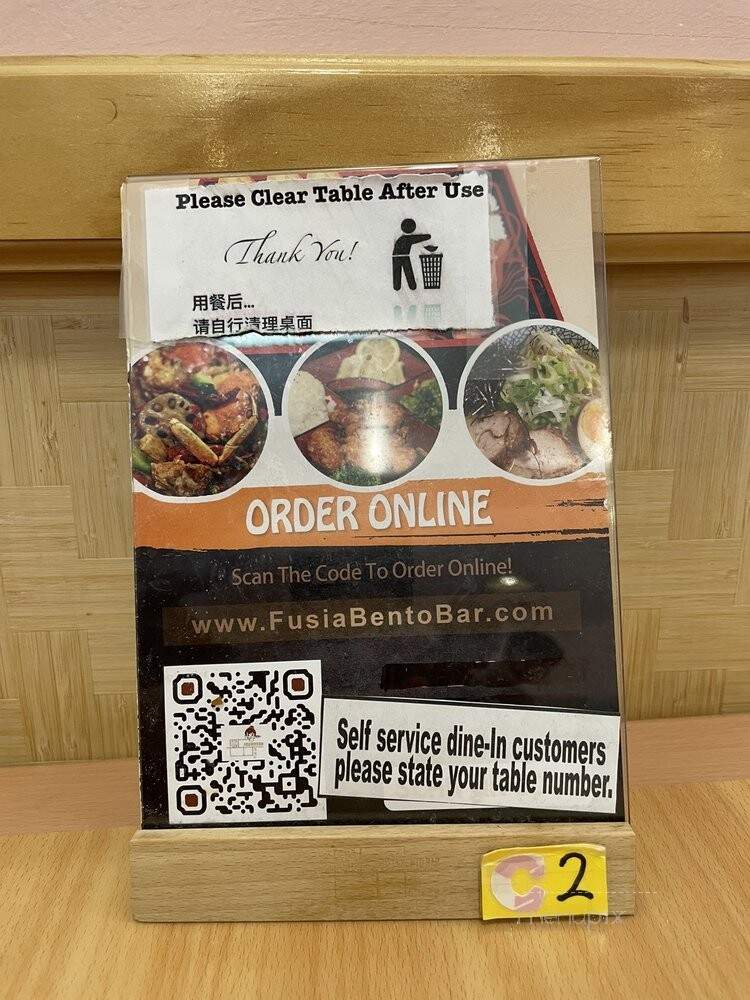 Please Clear Table After Use
Thank You!
用餐后...
请自行清理桌面
ORDER ONLINE
Scan The Code To Order Online!
www.FusiaBentoBar.com
Self service dine-In customers
please state your table number.
C 2
menupix